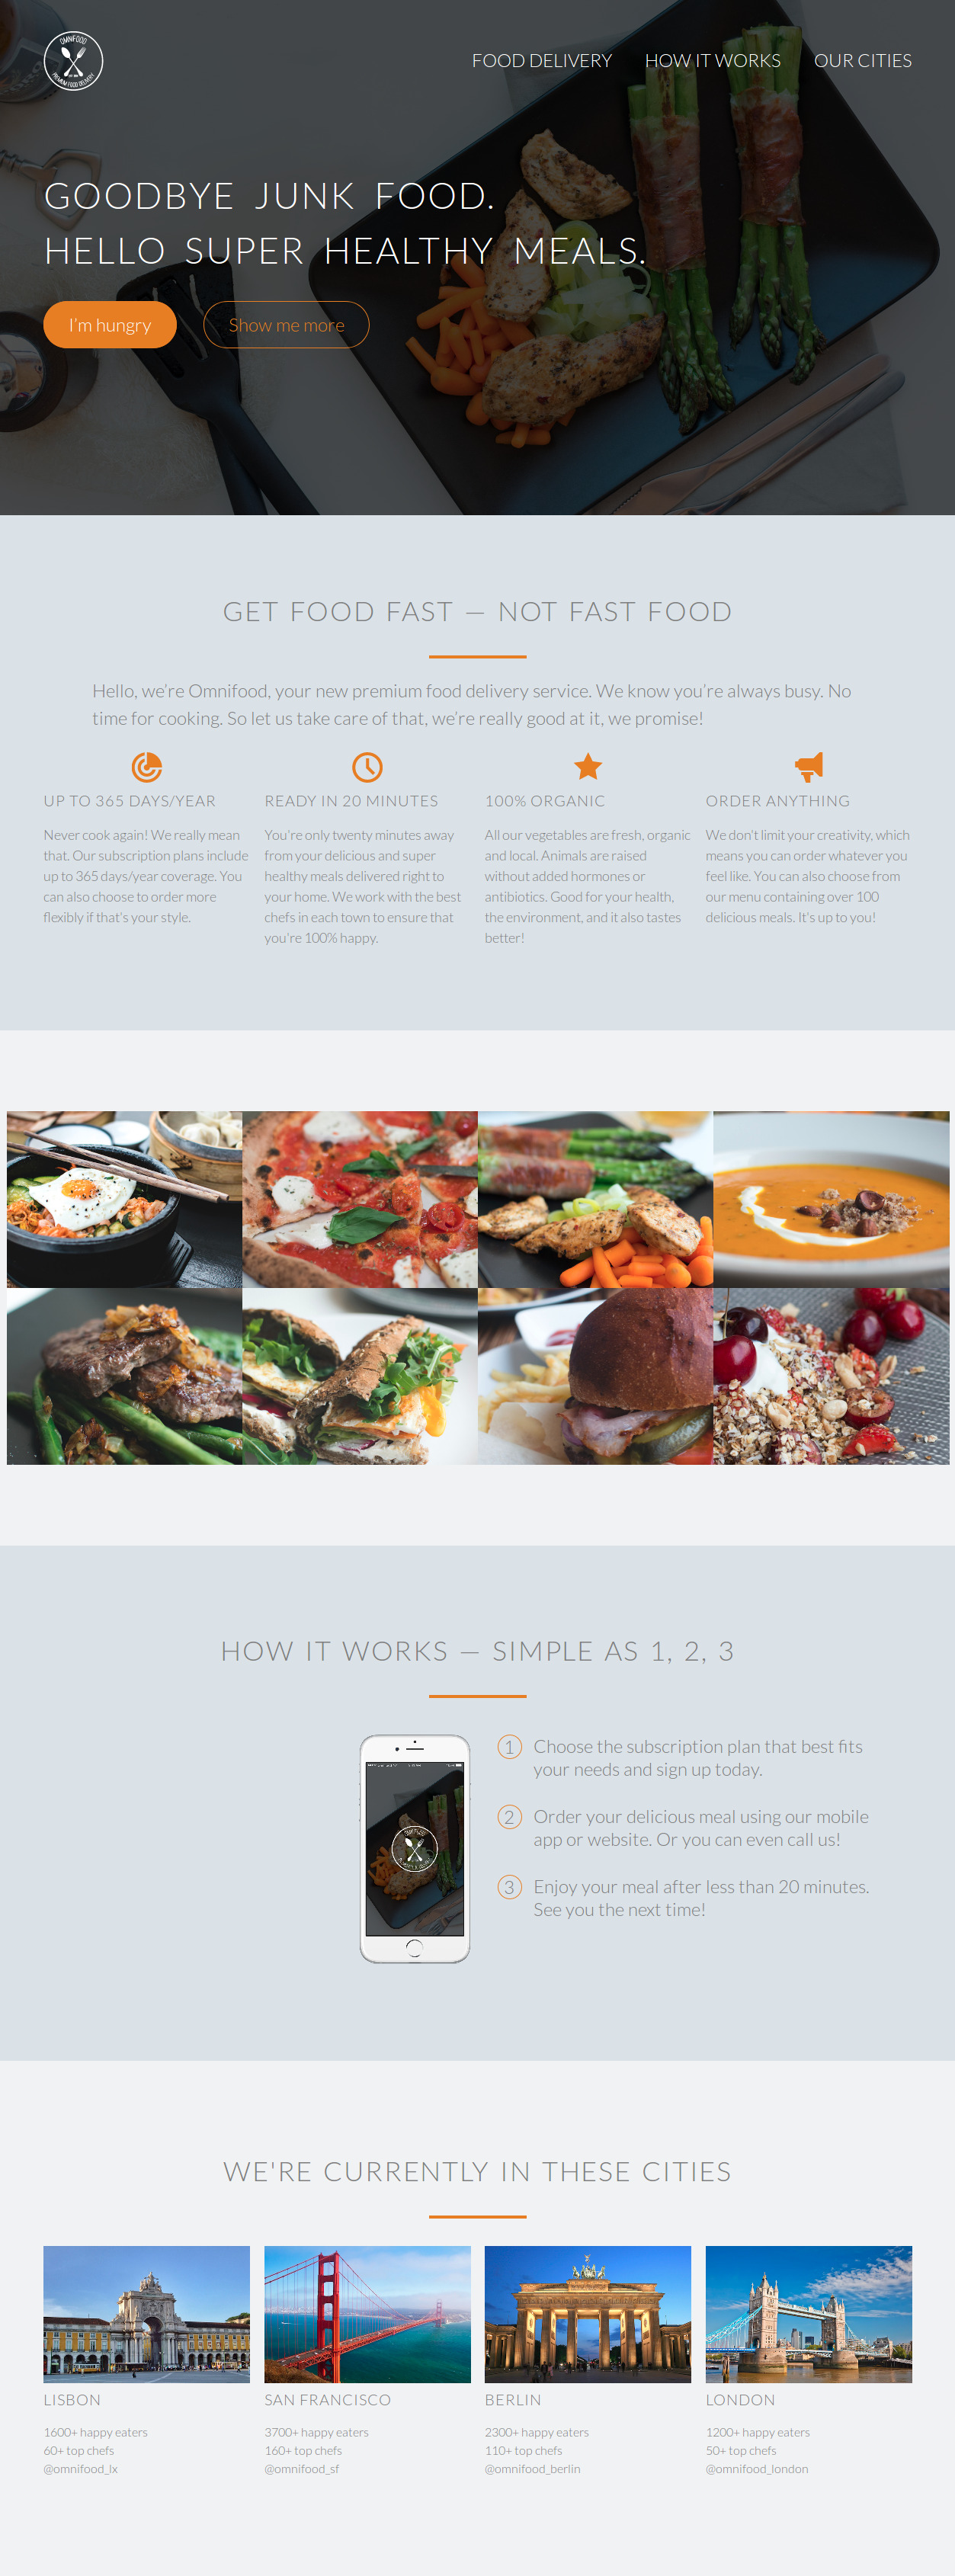 OMNIFOOD
PREMIUM FOOD DELIVERY
FOOD DELIVERY
HOW IT WORKS
OUR CITIES
GOODBYE JUNK FOOD.
HELLO SUPER HEALTHY MEALS.
I'm hungry
Show me more
GET FOOD FAST — NOT FAST FOOD
Hello, we're Omnifood, your new premium food delivery service. We know you're always busy. No
time for cooking. So let us take care of that, we're really good at it, we promise!
UP TO 365 DAYS/YEAR
Never cook again! We really mean
that. Our subscription plans include
up to 365 days/year coverage. You
can also choose to order more
flexibly if that's your style.
READY IN 20 MINUTES
You're only twenty minutes away
from your delicious and super
healthy meals delivered right to
your home. We work with the best
chefs in each town to ensure that
you're 100% happy.
100% ORGANIC
All our vegetables are fresh, organic
and local. Animals are raised
without added hormones or
antibiotics. Good for your health,
the environment, and it also tastes
better!
ORDER ANYTHING
We don't limit your creativity, which
means you can order whatever you
feel like. You can also choose from
our menu containing over 100
delicious meals. It's up to you!
HOW IT WORKS — SIMPLE AS 1, 2, 3
1 Choose the subscription plan that best fits
your needs and sign up today.
2 Order your delicious meal using our mobile
app or website. Or you can even call us!
3 Enjoy your meal after less than 20 minutes.
See you the next time!
WE'RE CURRENTLY IN THESE CITIES
LISBON
1600+ happy eaters
60+ top chefs
@omnifood_lx
SAN FRANCISCO
3700+ happy eaters
160+ top chefs
@omnifood_sf
BERLIN
2300+ happy eaters
110+ top chefs
@omnifood_berlin
LONDON
1200+ happy eaters
50+ top chefs
@omnifood_london